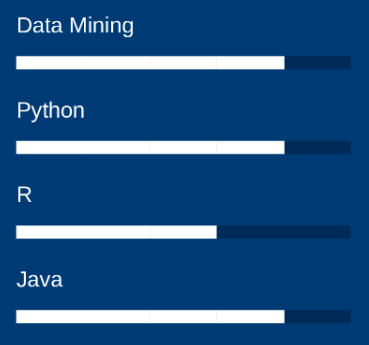 Data Mining
Python
R
Java